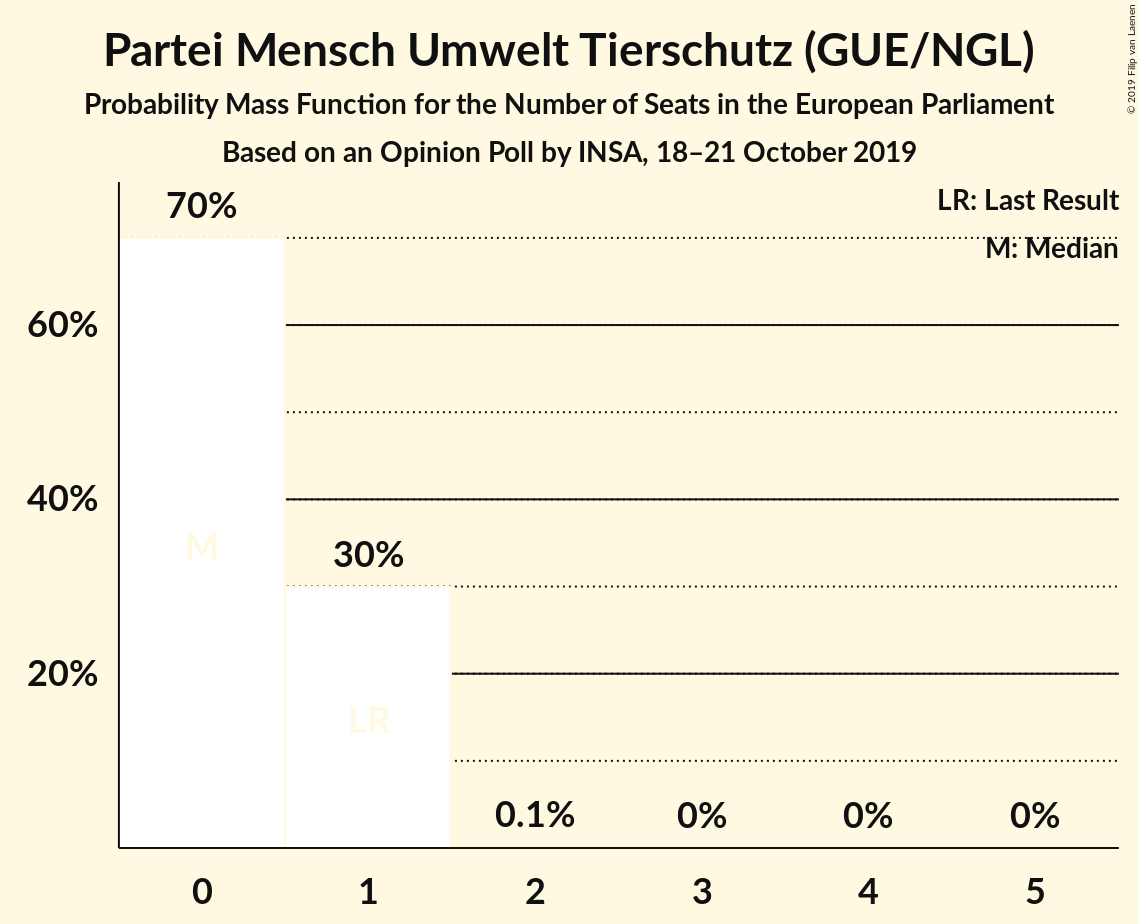 Partei Mensch Umwelt Tierschutz (GUE/NGL)
Probability Mass Function for the Number of Seats in the European Parliament
Based on an Opinion Poll by INSA, 18–21 October 2019
© 2019 Filip van Laenen
LR: Last Result
M: Median
70%
60%
40%
M
30%
20%
LR
0.1%
0%
0%
0%
0
1
2
3
4
5